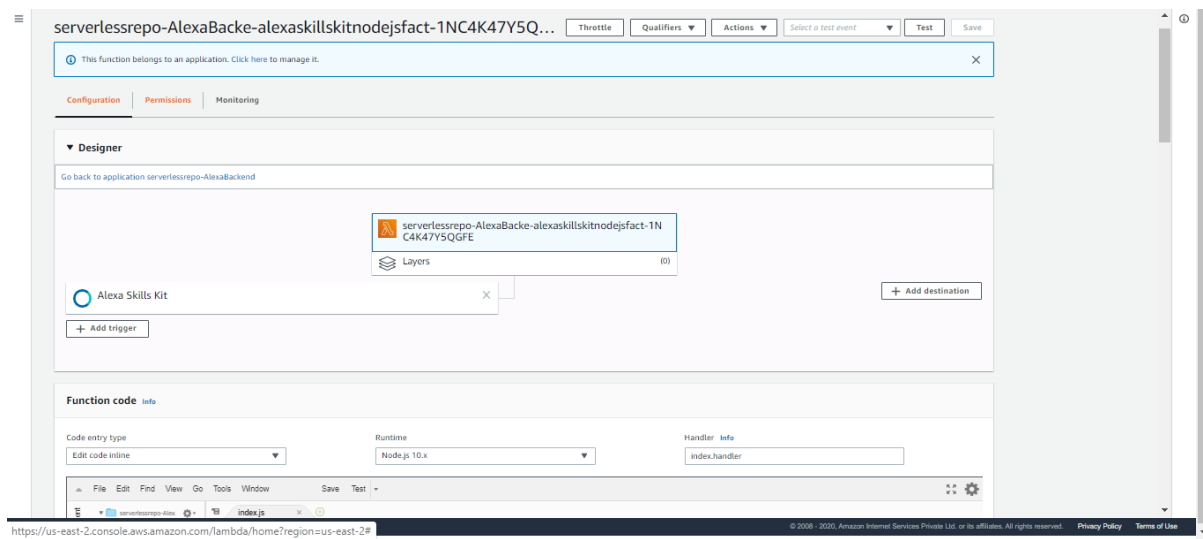 serverlessrepo-AlexaBacke-alexaskillskitnodejsfact-1NC4K47Y5Q... Throttle Qualifiers Actions Select a test event Test Save
This function belongs to an application. Click here to manage it.
Configuration Permissions Monitoring
Designer
Go back to application serverlessrepo-AlexaBackend
serverlessrepo-AlexaBacke-alexaskillskitnodejsfact-1N
C4K47Y5QGFE
Layers (0)
Alexa Skills Kit
+ Add destination
+ Add trigger
Function code Info
Code entry type Runtime Handler Info
Edit code inline Node.js 10.x index.handler
File Edit Find View Go Tools Window Save Test
serverlessrepo-Alex index.js
© 2008 - 2020, Amazon Internet Services Private Ltd. or its affiliates. All rights reserved. Privacy Policy Terms of Use
https://us-east-2.console.aws.amazon.com/lambda/home?region=us-east-2#